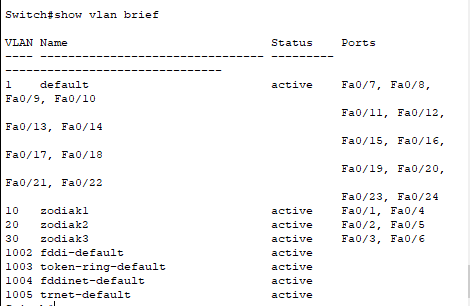 Switch#show vlan brief
VLAN Name                             Status    Ports
---- -------------------------------- ---------
-------------------------------
1    default                          active    Fa0/7, Fa0/8,
Fa0/9, Fa0/10
                                                Fa0/11, Fa0/12,
Fa0/13, Fa0/14
                                                Fa0/15, Fa0/16,
Fa0/17, Fa0/18
                                                Fa0/19, Fa0/20,
Fa0/21, Fa0/22
                                                Fa0/23, Fa0/24
10   zodiak1                          active    Fa0/1, Fa0/4
20   zodiak2                          active    Fa0/2, Fa0/5
30   zodiak3                          active    Fa0/3, Fa0/6
1002 fddi-default                     active
1003 token-ring-default               active
1004 fddinet-default                  active
1005 trnet-default                    active